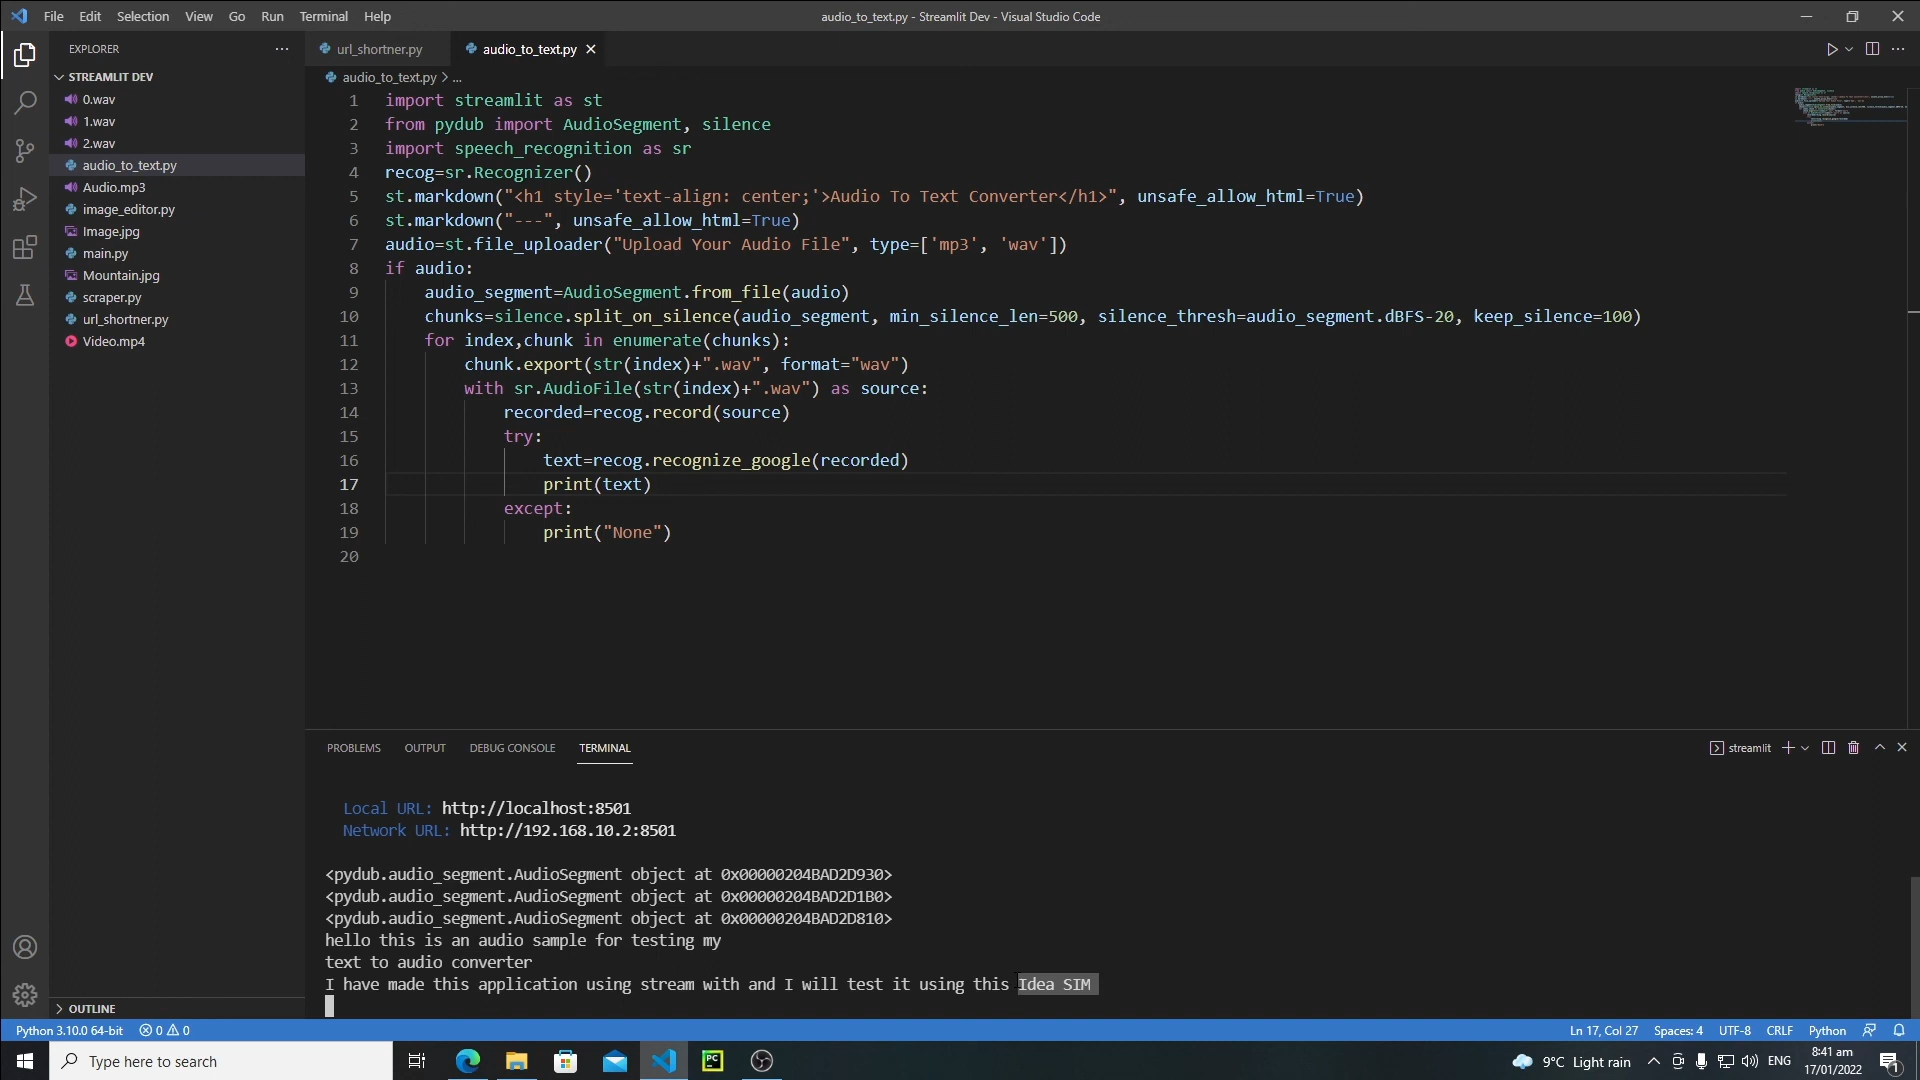 File Edit Selection View Go Run Terminal Help
audio_to_text.py - Streamlit Dev - Visual Studio Code
EXPLORER
STREAMLIT DEV
0.wav
1.wav
2.wav
audio_to_text.py
Audio.mp3
image_editor.py
Image.jpg
main.py
Mountain.jpg
scraper.py
url_shortner.py
Video.mp4
OUTLINE
url_shortner.py audio_to_text.py
audio_to_text.py > ...
1 import streamlit as st
2 from pydub import AudioSegment, silence
3 import speech_recognition as sr
4 recog=sr.Recognizer()
5 st.markdown("<h1 style='text-align: center;'>Audio To Text Converter</h1>", unsafe_allow_html=True)
6 st.markdown("---", unsafe_allow_html=True)
7 audio=st.file_uploader("Upload Your Audio File", type=['mp3', 'wav'])
8 if audio:
9 audio_segment=AudioSegment.from_file(audio)
10 chunks=silence.split_on_silence(audio_segment, min_silence_len=500, silence_thresh=audio_segment.dBFS-20, keep_silence=100)
11 for index,chunk in enumerate(chunks):
12 chunk.export(str(index)+".wav", format="wav")
13 with sr.AudioFile(str(index)+".wav") as source:
14 recorded=recog.record(source)
15 try:
16 text=recog.recognize_google(recorded)
17 print(text)
18 except:
19 print("None")
20
PROBLEMS OUTPUT DEBUG CONSOLE TERMINAL
streamlit
Local URL: http://localhost:8501
Network URL: http://192.168.10.2:8501
<pydub.audio_segment.AudioSegment object at 0x00000204BAD2D930>
<pydub.audio_segment.AudioSegment object at 0x00000204BAD2D1B0>
<pydub.audio_segment.AudioSegment object at 0x00000204BAD2D810>
hello this is an audio sample for testing my
text to audio converter
I have made this application using stream with and I will test it using this Idea SIM
Python 3.10.0 64-bit 0 0
Ln 17, Col 27 Spaces: 4 UTF-8 CRLF Python
Type here to search
PC
9°C Light rain
ENG
8:41 am
17/01/2022
1